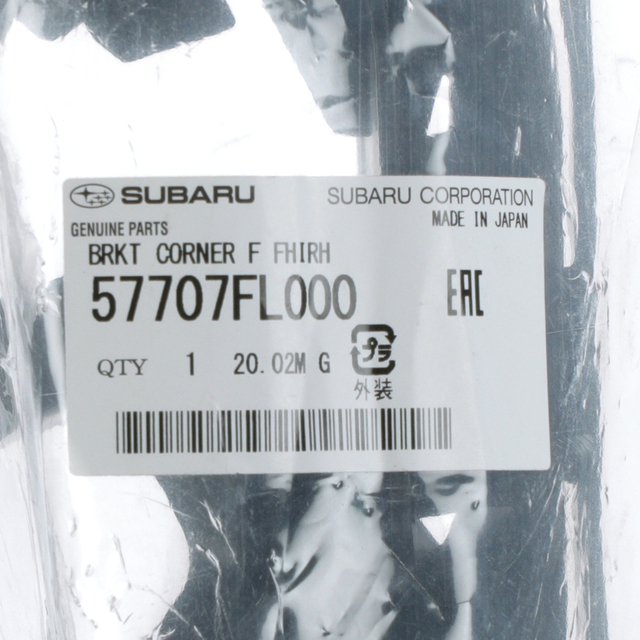 SUBARU SUBARU CORPORATION
GENUINE PARTS MADE IN JAPAN
BRKT CORNER F FHIRH
57707FL000 EAC
QTY 1 20.02M G プラ
外装